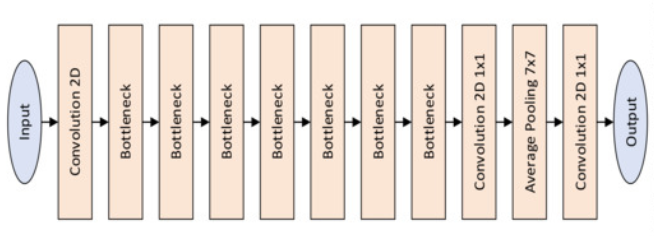 Input
Convolution 2D
Bottleneck
Bottleneck
Bottleneck
Bottleneck
Bottleneck
Bottleneck
Bottleneck
Convolution 2D 1x1
Average Pooling 7x7
Convolution 2D 1x1
Output